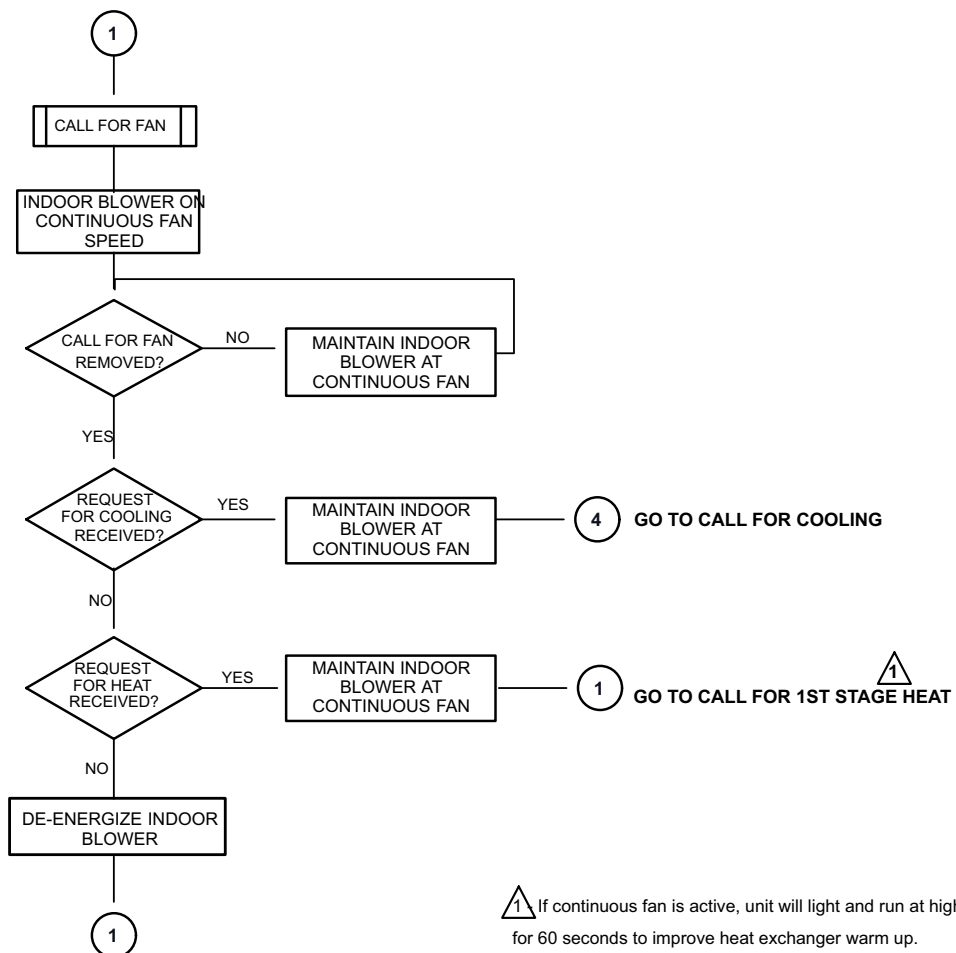 1
CALL FOR FAN
INDOOR BLOWER ON
CONTINUOUS FAN
SPEED
CALL FOR FAN
REMOVED?
NO
MAINTAIN INDOOR
BLOWER AT
CONTINUOUS FAN
YES
REQUEST
FOR COOLING
RECEIVED?
YES
MAINTAIN INDOOR
BLOWER AT
CONTINUOUS FAN
4
GO TO CALL FOR COOLING
NO
REQUEST
FOR HEAT
RECEIVED?
YES
MAINTAIN INDOOR
BLOWER AT
CONTINUOUS FAN
1
GO TO CALL FOR 1ST STAGE HEAT
1
NO
DE-ENERGIZE INDOOR
BLOWER
1
1- If continuous fan is active, unit will light and run at high
for 60 seconds to improve heat exchanger warm up.